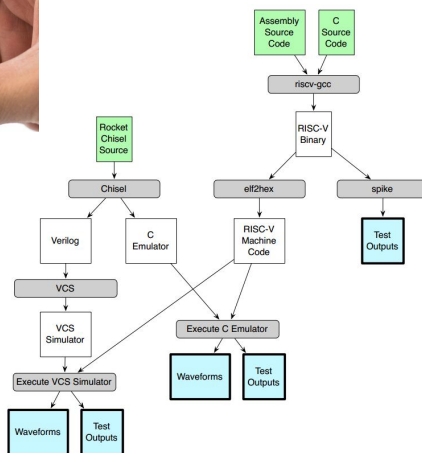 Assembly
Source
Code
C
Source
Code
riscv-gcc
RISC-V
Binary
Rocket
Chisel
Source
Chisel
elf2hex
spike
Verilog
C
Emulator
RISC-V
Machine
Code
Test
Outputs
VCS
VCS
Simulator
Execute C Emulator
Waveforms
Test
Outputs
Execute VCS Simulator
Waveforms
Test
Outputs